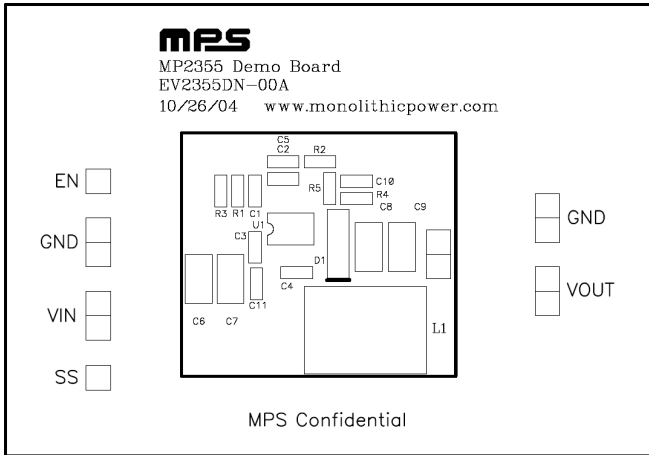 MPS
MP2355 Demo Board
EV2355DN-00A
10/26/04 www.monolithicpower.com
C5
C2 R2
EN
R5 C10
R4
R3 R1 C1
C8 C9
U1
GND
GND
C3
D1
C4
VOUT
C11
VIN
C6 C7
L1
SS
MPS Confidential